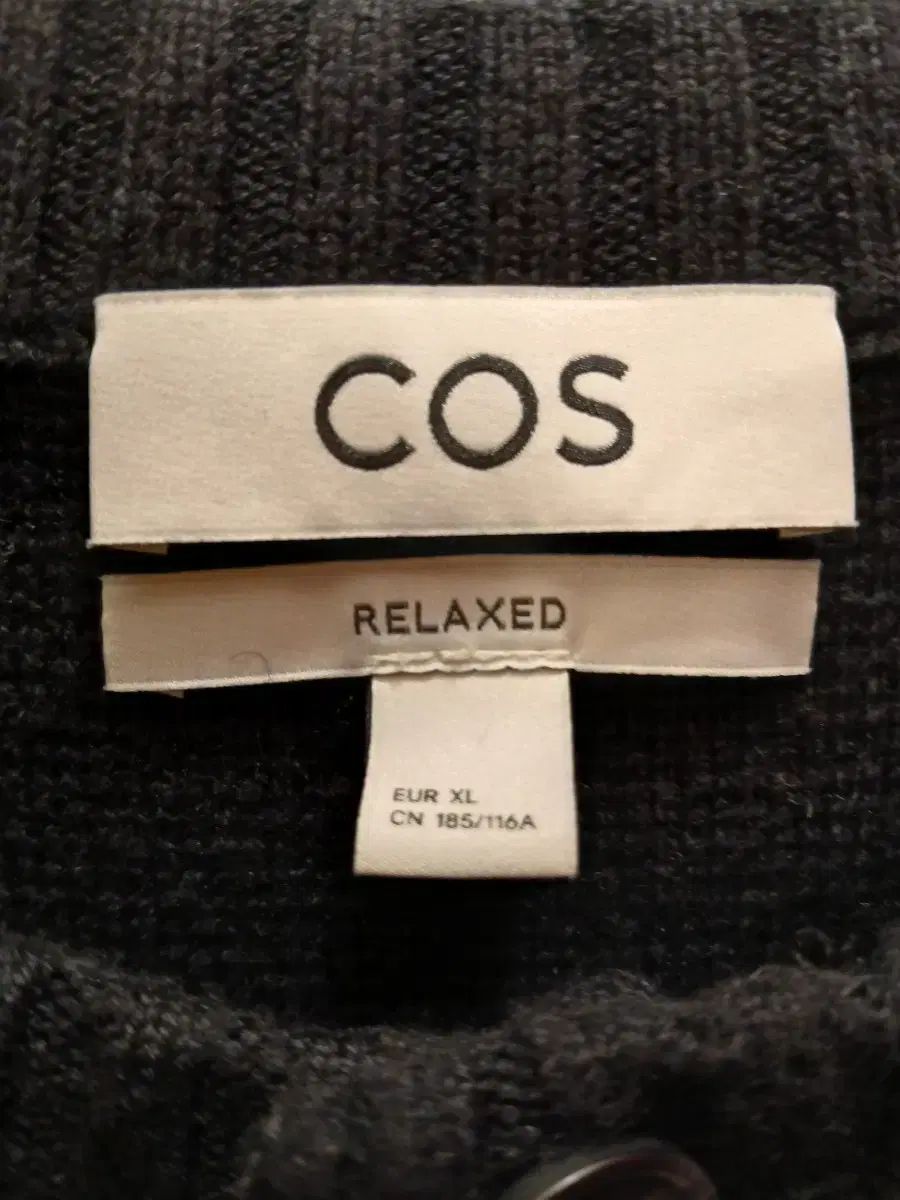 COS
RELAXED
EUR XL
CN 185/116A